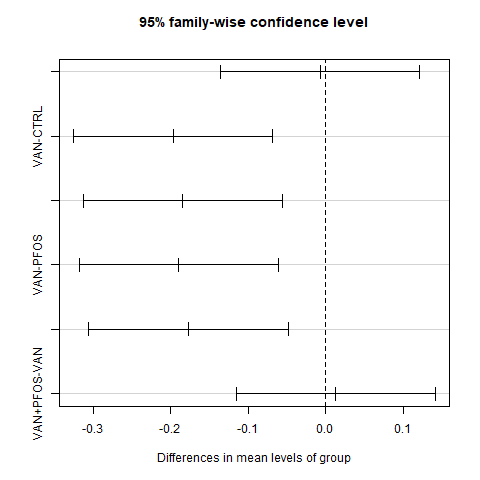 95% family-wise confidence level
VAN-CTRL
VAN-PFOS
VAN+PFOS-VAN
-0.3
-0.2
-0.1
0.0
0.1
Differences in mean levels of group